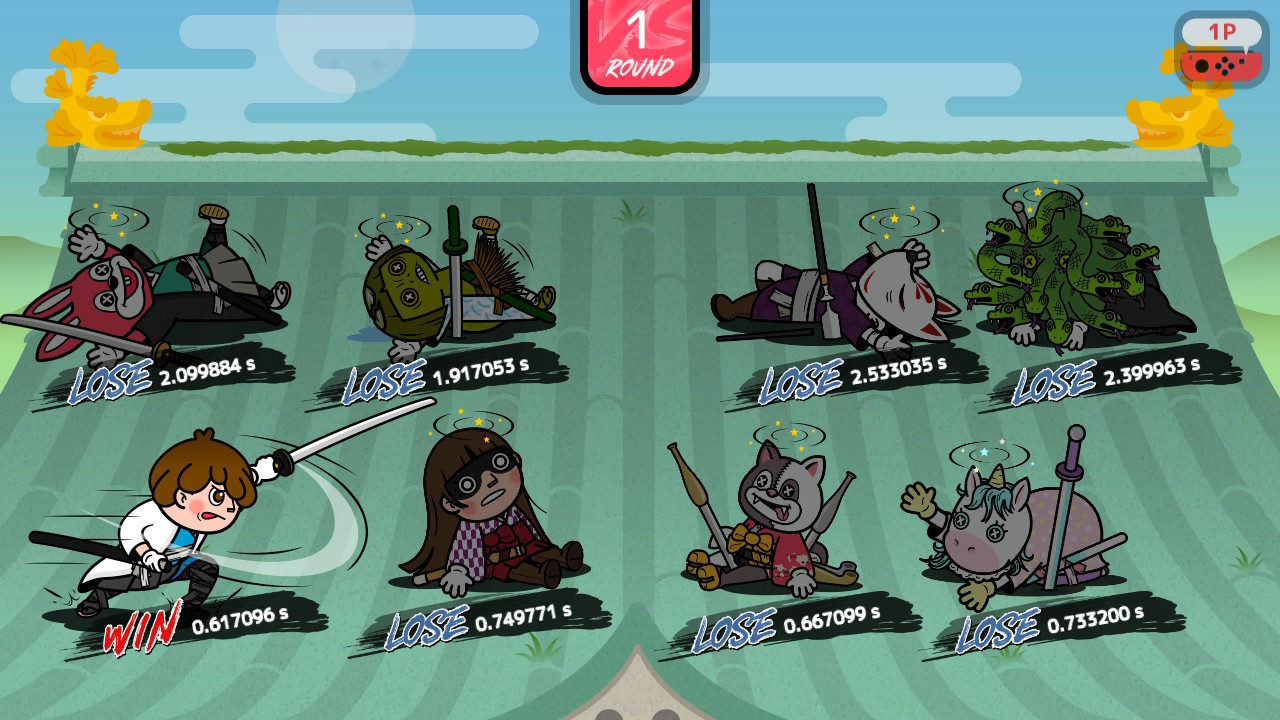 1
ROUND
1P
LOSE 2.099884 s
LOSE 1.917053 s
LOSE 2.533035 s
LOSE 2.399963 s
WIN 0.617096 s
LOSE 0.749771 s
LOSE 0.667099 s
LOSE 0.733200 s